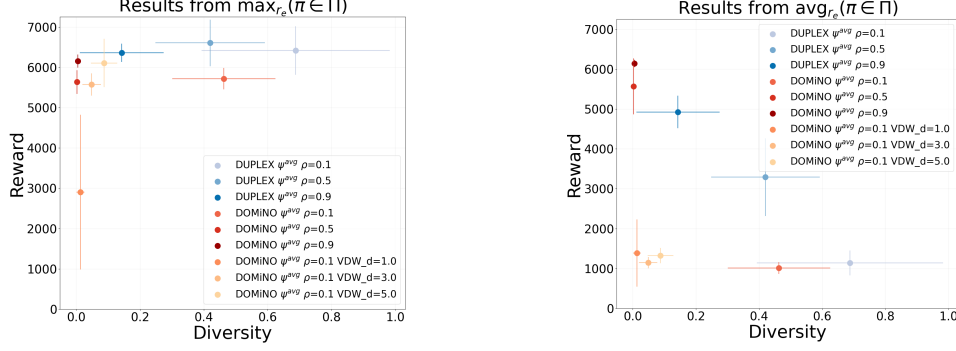 Results from max_{r_e}(π ∈ Π)
7000
6000
5000
4000
3000
2000
1000
0
Reward
DUPLEX ψ^{avg} ρ=0.1
DUPLEX ψ^{avg} ρ=0.5
DUPLEX ψ^{avg} ρ=0.9
DOMiNO ψ^{avg} ρ=0.1
DOMiNO ψ^{avg} ρ=0.5
DOMiNO ψ^{avg} ρ=0.9
DOMiNO ψ^{avg} ρ=0.1 VDW_d=1.0
DOMiNO ψ^{avg} ρ=0.1 VDW_d=3.0
DOMiNO ψ^{avg} ρ=0.1 VDW_d=5.0
0.0 0.2 0.4 0.6 0.8 1.0
Diversity
Results from avg_{r_e}(π ∈ Π)
7000
6000
5000
4000
3000
2000
1000
0
Reward
DUPLEX ψ^{avg} ρ=0.1
DUPLEX ψ^{avg} ρ=0.5
DUPLEX ψ^{avg} ρ=0.9
DOMiNO ψ^{avg} ρ=0.1
DOMiNO ψ^{avg} ρ=0.5
DOMiNO ψ^{avg} ρ=0.9
DOMiNO ψ^{avg} ρ=0.1 VDW_d=1.0
DOMiNO ψ^{avg} ρ=0.1 VDW_d=3.0
DOMiNO ψ^{avg} ρ=0.1 VDW_d=5.0
0.0 0.2 0.4 0.6 0.8 1.0
Diversity